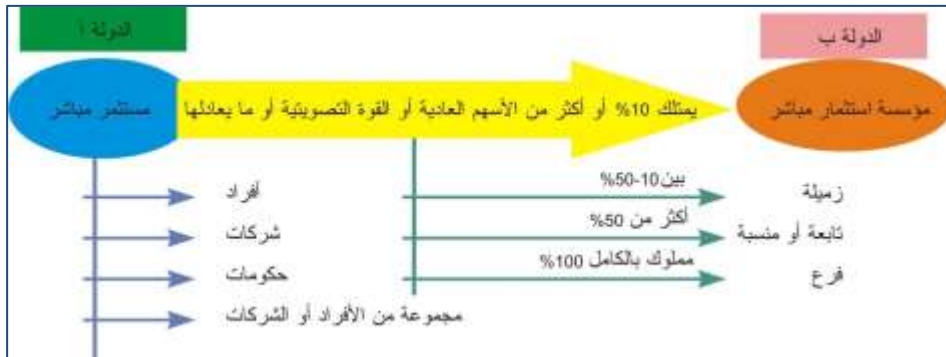 الدولة أ
الدولة ب
مستثمر مباشر
يمتلك 10% أو أكثر من الأسهم العادية أو القوة التصويتية أو ما يعادلها
مؤسسة استثمار مباشر
أفراد
بين10-50%
زميلة
شركات
أكثر من 50%
تابعة أو منسبة
حكومات
مملوك بالكامل 100%
فرع
مجموعة من الأفراد أو الشركات